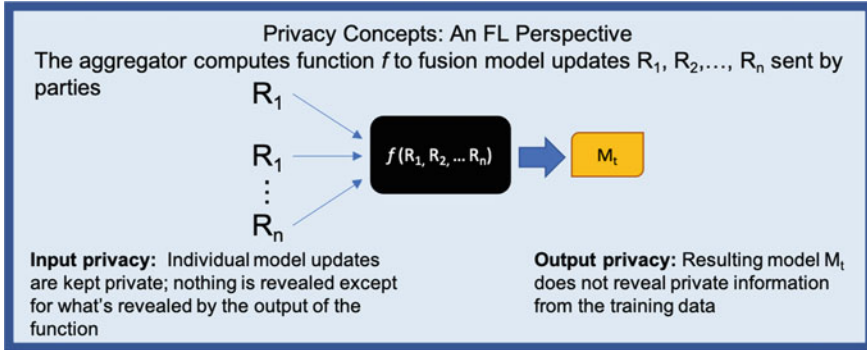 Privacy Concepts: An FL Perspective
The aggregator computes function f to fusion model updates R₁, R₂,..., Rₙ sent by
parties
R₁
R₁
⋮
Rₙ
f (R₁, R₂, ... Rₙ)
Mₜ
Input privacy: Individual model updates
are kept private; nothing is revealed except
for what's revealed by the output of the
function
Output privacy: Resulting model Mₜ
does not reveal private information
from the training data